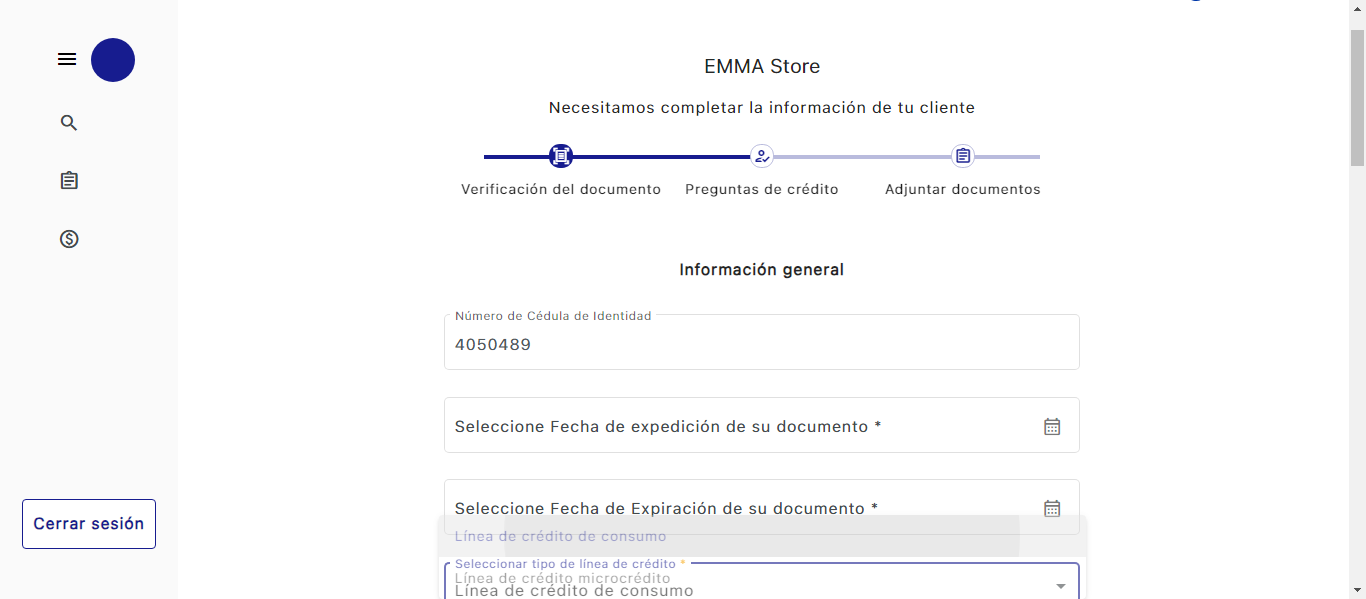 EMMA Store
Necesitamos completar la información de tu cliente
Verificación del documento
Preguntas de crédito
Adjuntar documentos
Información general
Número de Cédula de Identidad
4050489
Seleccione Fecha de expedición de su documento *
Seleccione Fecha de Expiración de su documento *
Línea de crédito de consumo
Seleccionar tipo de línea de crédito *
Línea de crédito microcrédito
Línea de crédito de consumo
Cerrar sesión